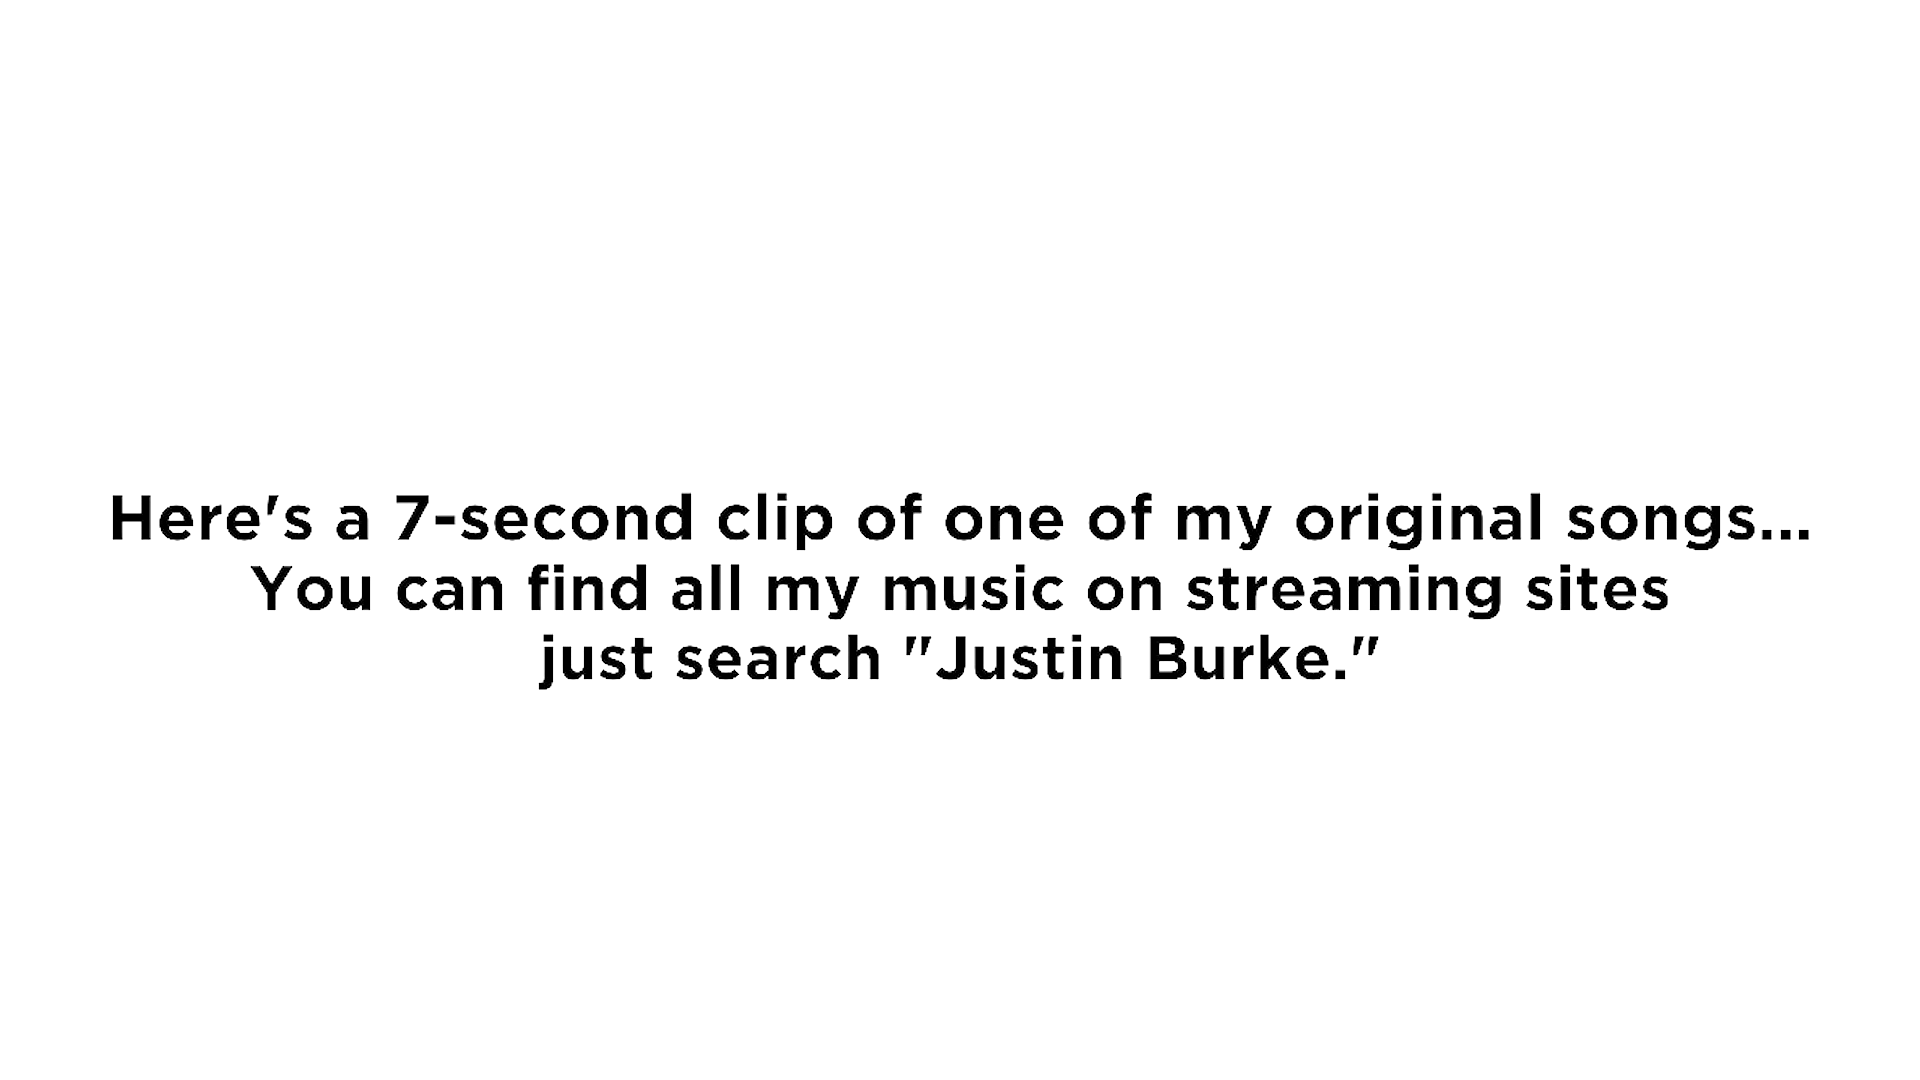 Here's a 7-second clip of one of my original songs...
You can find all my music on streaming sites
just search "Justin Burke."